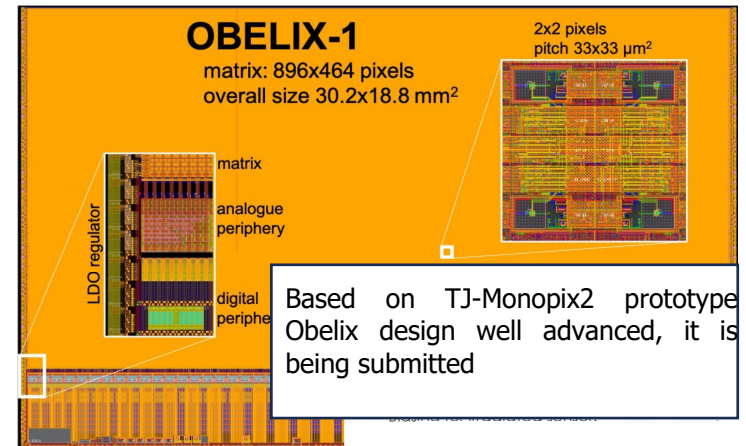 OBELIX-1
matrix: 896x464 pixels
overall size 30.2x18.8 mm²
2x2 pixels
pitch 33x33 µm²
LDO regulator
matrix
analogue
periphery
digital
Based on TJ-Monopix2 prototype
Obelix design well advanced, it is
being submitted